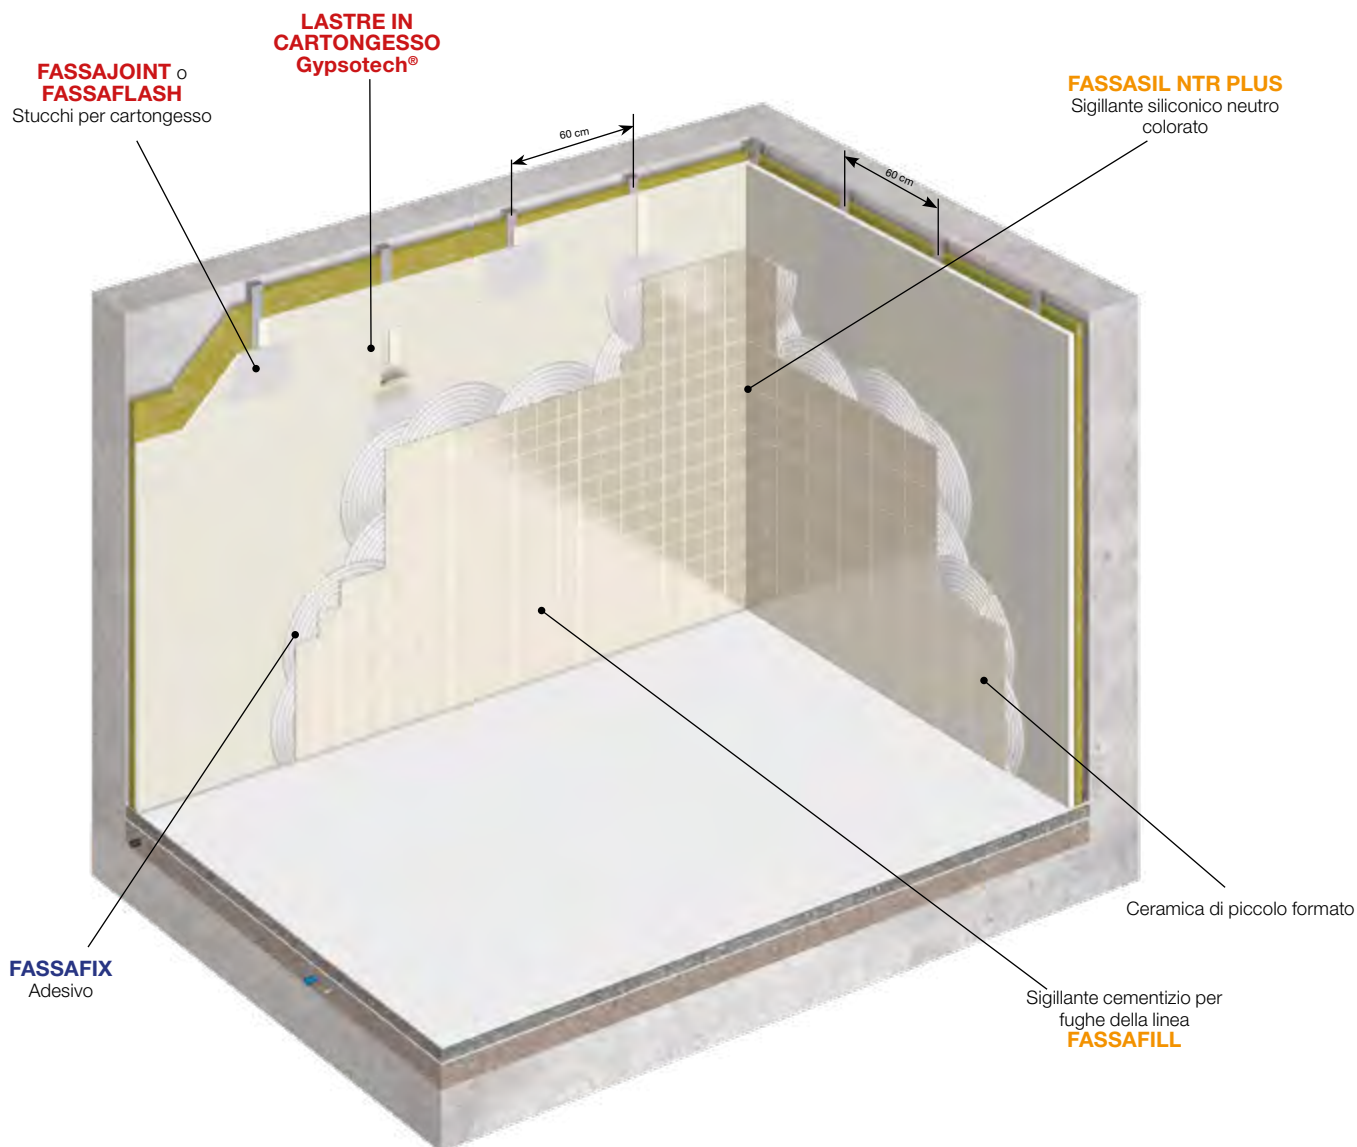 LASTRE IN
CARTONGESSO
Gypsotech®
FASSAJOINT o
FASSAFLASH
Stucchi per cartongesso
FASSASIL NTR PLUS
Sigillante siliconico neutro
colorato
60 cm
60 cm
Ceramica di piccolo formato
FASSAFIX
Adesivo
Sigillante cementizio per
fughe della linea
FASSAFILL